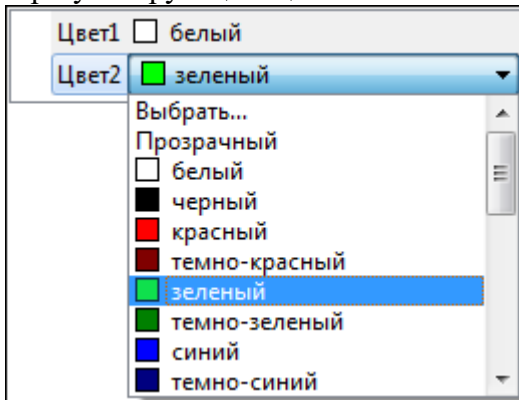 Цвет1 белый
Цвет2 зеленый
Выбрать...
Прозрачный
белый
черный
красный
темно-красный
зеленый
темно-зеленый
синий
темно-синий